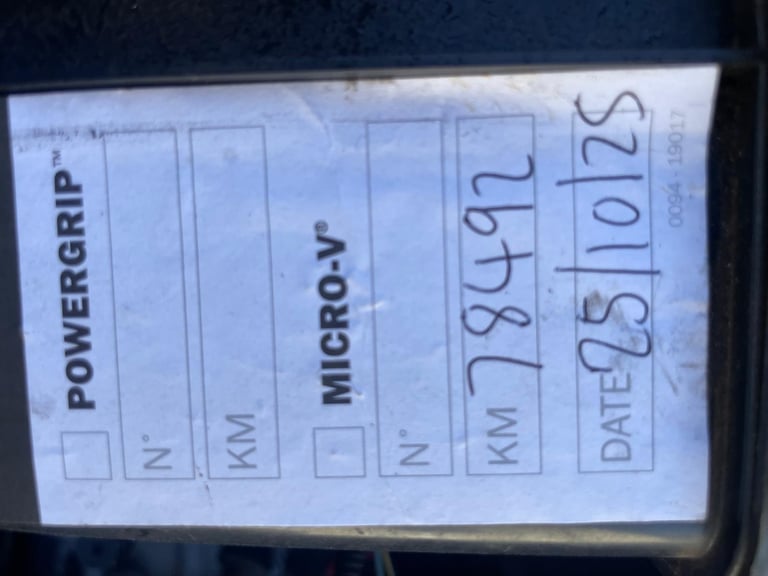 POWERGRIP™
N°
KM
MICRO-V®
N°
KM 78492
DATE 25/10/25
0094 - 19017